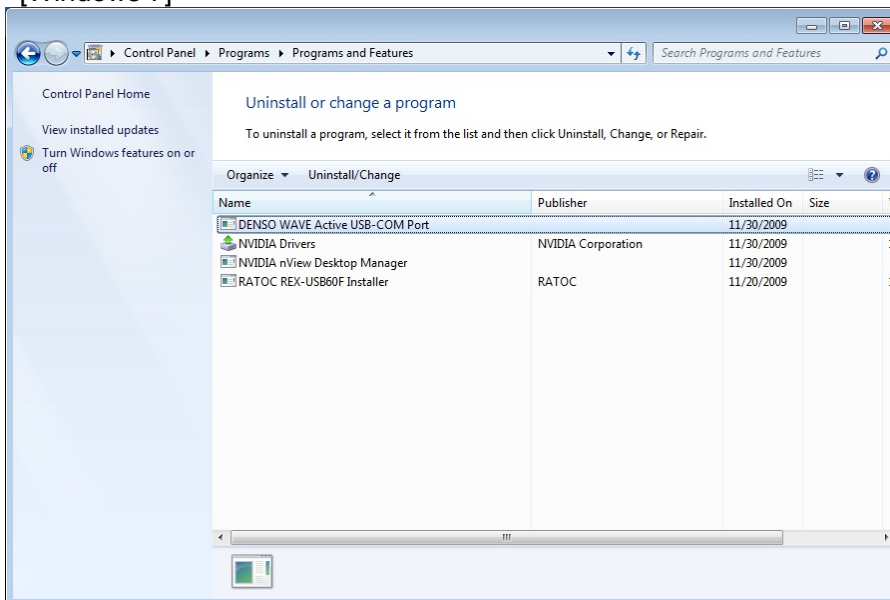 Control Panel ▸ Programs ▸ Programs and Features
Search Programs and Features
Control Panel Home
View installed updates
Turn Windows features on or
off
Uninstall or change a program
To uninstall a program, select it from the list and then click Uninstall, Change, or Repair.
Organize Uninstall/Change
Name Publisher Installed On Size
DENSO WAVE Active USB-COM Port 11/30/2009
NVIDIA Drivers NVIDIA Corporation 11/30/2009
NVIDIA nView Desktop Manager 11/30/2009
RATOC REX-USB60F Installer RATOC 11/20/2009